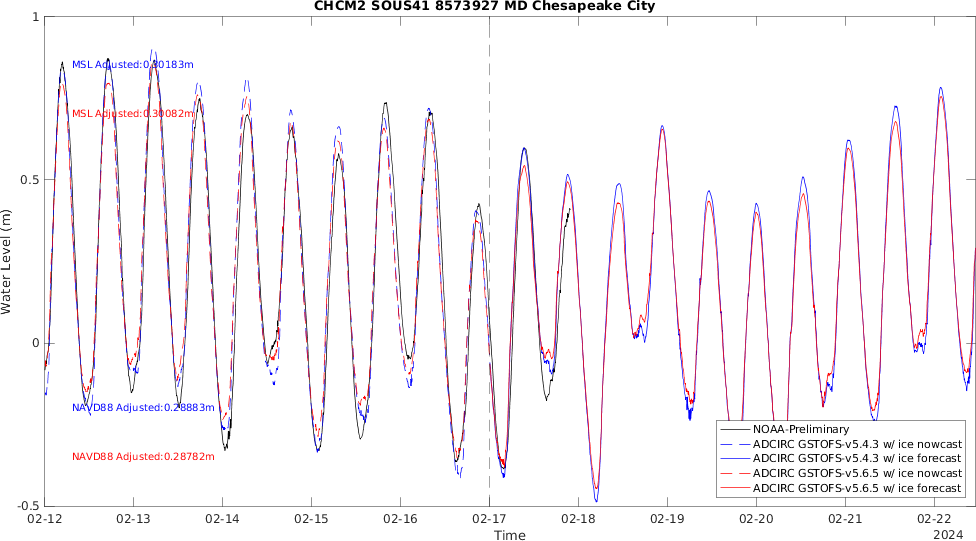 CHCM2 SOUS41 8573927 MD Chesapeake City
1
0.5
0
-0.5
Water Level (m)
MSL Adjusted:0.30183m
MSL Adjusted:0.30082m
NAVD88 Adjusted:0.28883m
NAVD88 Adjusted:0.28782m
NOAA-Preliminary
ADCIRC GSTOFS-v5.4.3 w/ ice nowcast
ADCIRC GSTOFS-v5.4.3 w/ ice forecast
ADCIRC GSTOFS-v5.6.5 w/ ice nowcast
ADCIRC GSTOFS-v5.6.5 w/ ice forecast
02-12 02-13 02-14 02-15 02-16 02-17 02-18 02-19 02-20 02-21 02-22
Time
2024